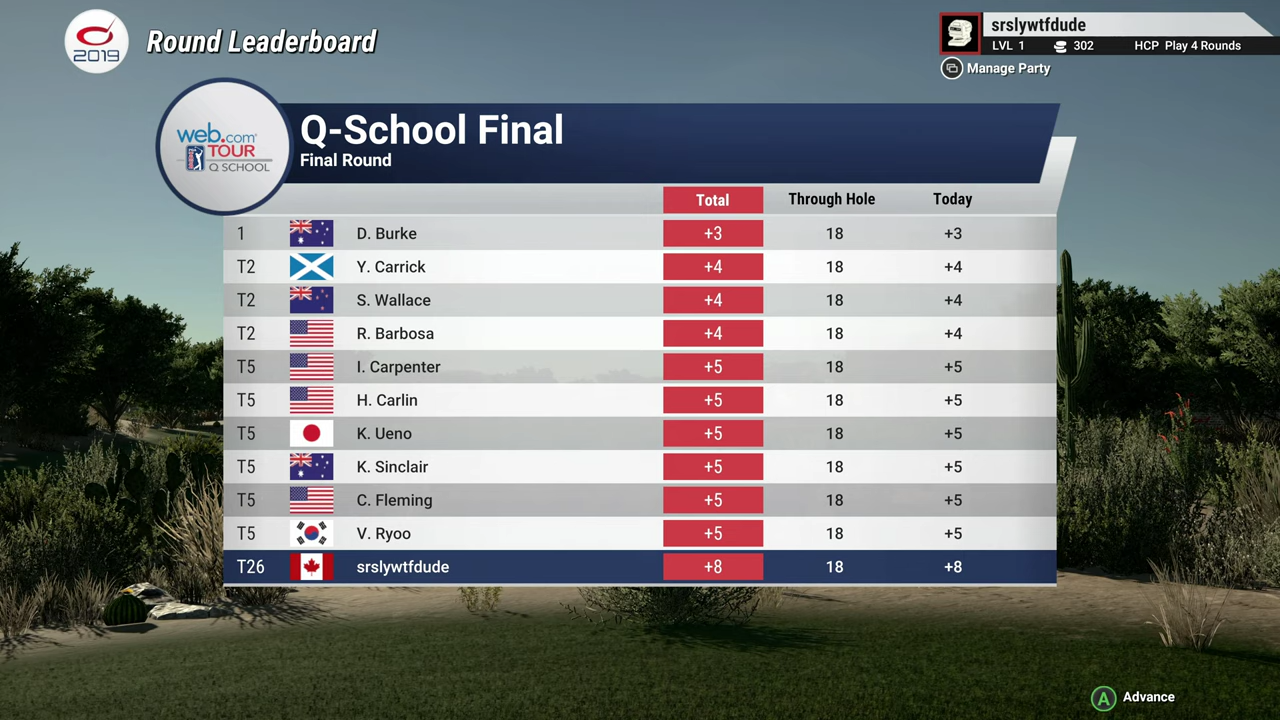 2019
Round Leaderboard
srslywtfdude
LVL 1 302 HCP Play 4 Rounds
Manage Party
web.com
TOUR
Q SCHOOL
Q-School Final
Final Round
Total Through Hole Today
1 D. Burke +3 18 +3
T2 Y. Carrick +4 18 +4
T2 S. Wallace +4 18 +4
T2 R. Barbosa +4 18 +4
T5 I. Carpenter +5 18 +5
T5 H. Carlin +5 18 +5
T5 K. Ueno +5 18 +5
T5 K. Sinclair +5 18 +5
T5 C. Fleming +5 18 +5
T5 V. Ryoo +5 18 +5
T26 srslywtfdude +8 18 +8
A Advance